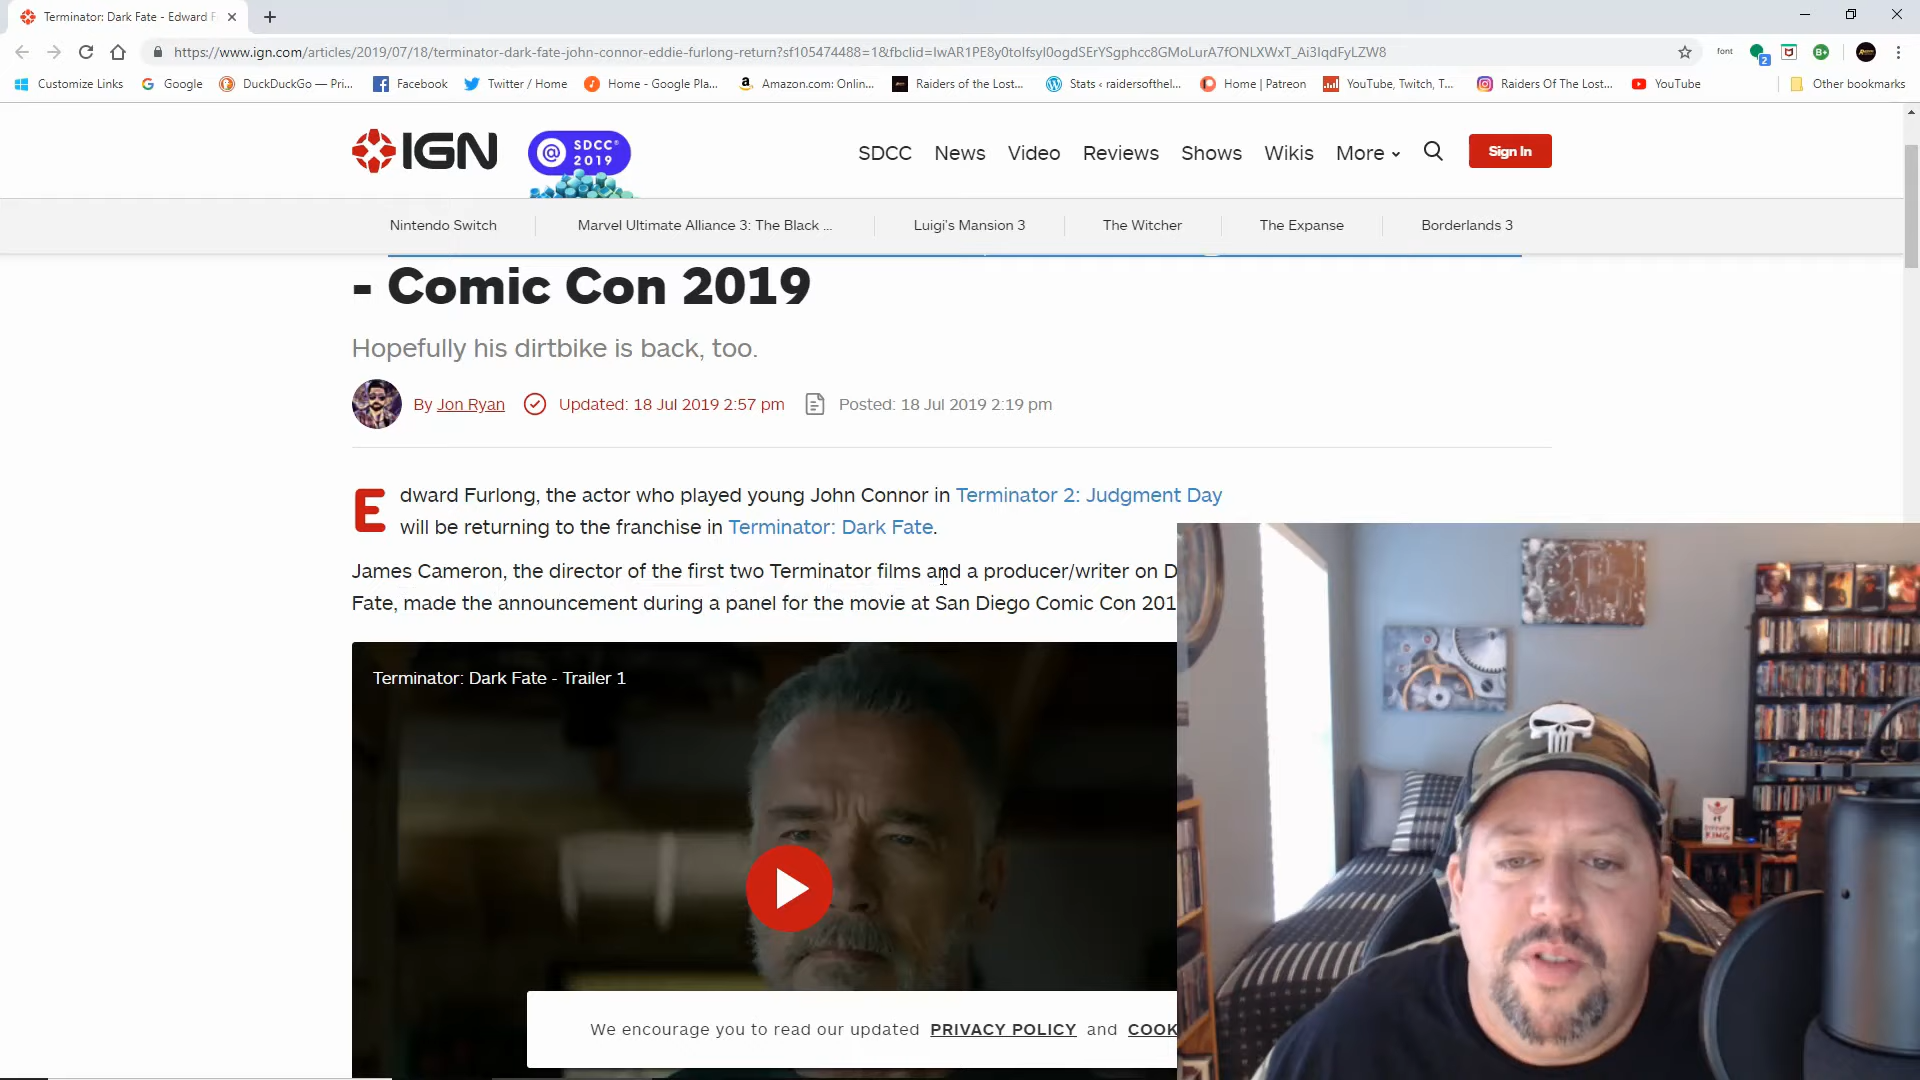 Terminator: Dark Fate - Edward F
https://www.ign.com/articles/2019/07/18/terminator-dark-fate-john-connor-eddie-furlong-return?sf105474488=1&fbclid=IwAR1PE8y0toIfsyl0ogdSErYSgphcc8GMoLurA7fONLXWxT_Ai3IqdFyLZW8
font
2
B+
Customize Links
Google
DuckDuckGo — Pri...
Facebook
Twitter / Home
Home - Google Pla...
Amazon.com: Onlin...
Raiders of the Lost...
Stats ‹ raidersofthel...
Home | Patreon
YouTube, Twitch, T...
Raiders Of The Lost...
YouTube
Other bookmarks
IGN
@ SDCC 2019
SDCC
News
Video
Reviews
Shows
Wikis
More
Sign In
Nintendo Switch
Marvel Ultimate Alliance 3: The Black ...
Luigi's Mansion 3
The Witcher
The Expanse
Borderlands 3
- Comic Con 2019
Hopefully his dirtbike is back, too.
By Jon Ryan
Updated: 18 Jul 2019 2:57 pm
Posted: 18 Jul 2019 2:19 pm
Edward Furlong, the actor who played young John Connor in Terminator 2: Judgment Day
will be returning to the franchise in Terminator: Dark Fate.
James Cameron, the director of the first two Terminator films and a producer/writer on D
Fate, made the announcement during a panel for the movie at San Diego Comic Con 201
Terminator: Dark Fate - Trailer 1
We encourage you to read our updated PRIVACY POLICY and COOK